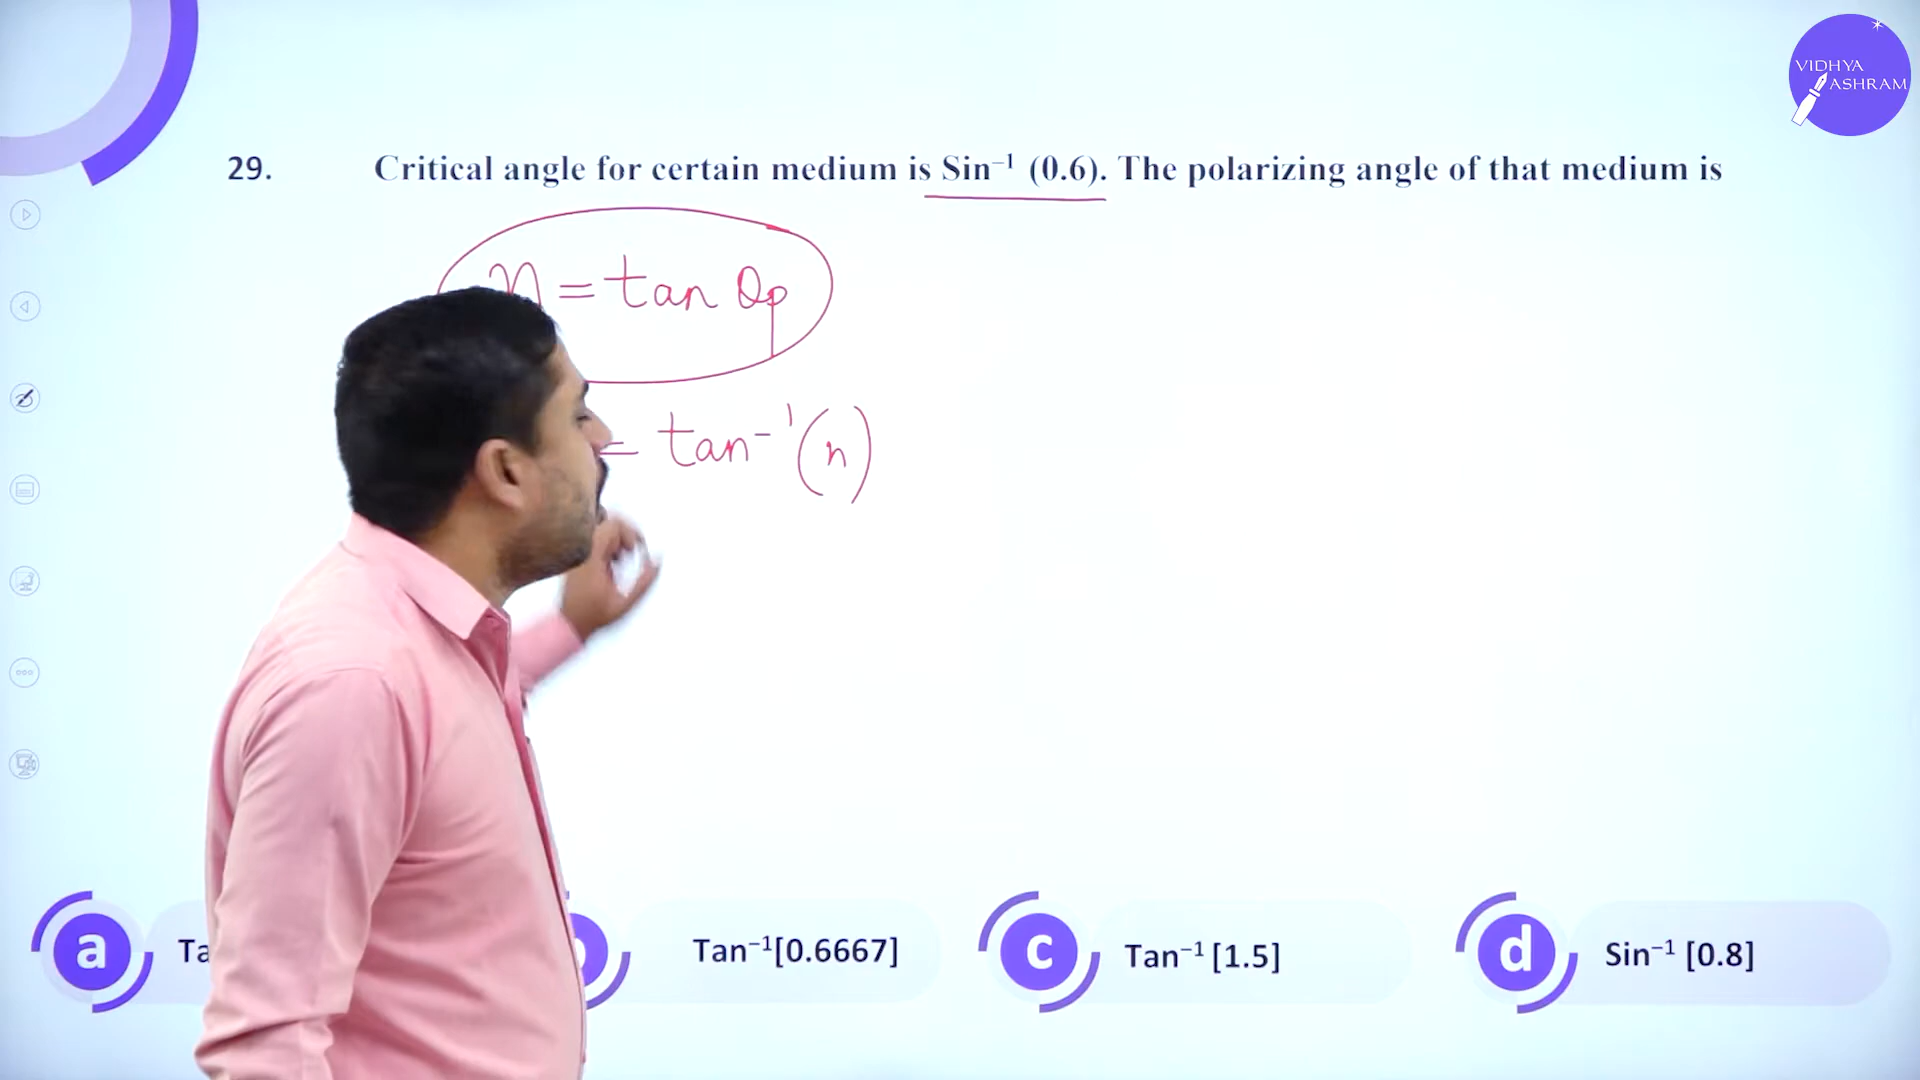 VIDHYA
ASHRAM
29. Critical angle for certain medium is Sin⁻¹ (0.6). The polarizing angle of that medium is
n = tan θp
= tan⁻¹(n)
a
Tan⁻¹[0.6667]
c Tan⁻¹ [1.5]
d Sin⁻¹ [0.8]